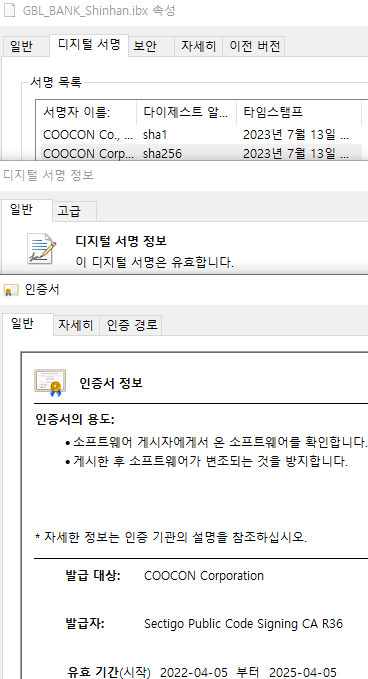 GBL_BANK_Shinhan.ibx 속성
일반 디지털 서명 보안 자세히 이전 버전
서명 목록
서명자 이름: 다이제스트 알... 타임스탬프
COOCON Co., ... sha1 2023년 7월 13일 ...
COOCON Corp... sha256 2023년 7월 13일 ...
디지털 서명 정보
일반 고급
디지털 서명 정보
이 디지털 서명은 유효합니다.
인증서
일반 자세히 인증 경로
인증서 정보
인증서의 용도:
• 소프트웨어 게시자에게서 온 소프트웨어를 확인합니다.
• 게시한 후 소프트웨어가 변조되는 것을 방지합니다.
* 자세한 정보는 인증 기관의 설명을 참조하십시오.
발급 대상: COOCON Corporation
발급자: Sectigo Public Code Signing CA R36
유효 기간(시작) 2022-04-05 부터 2025-04-05